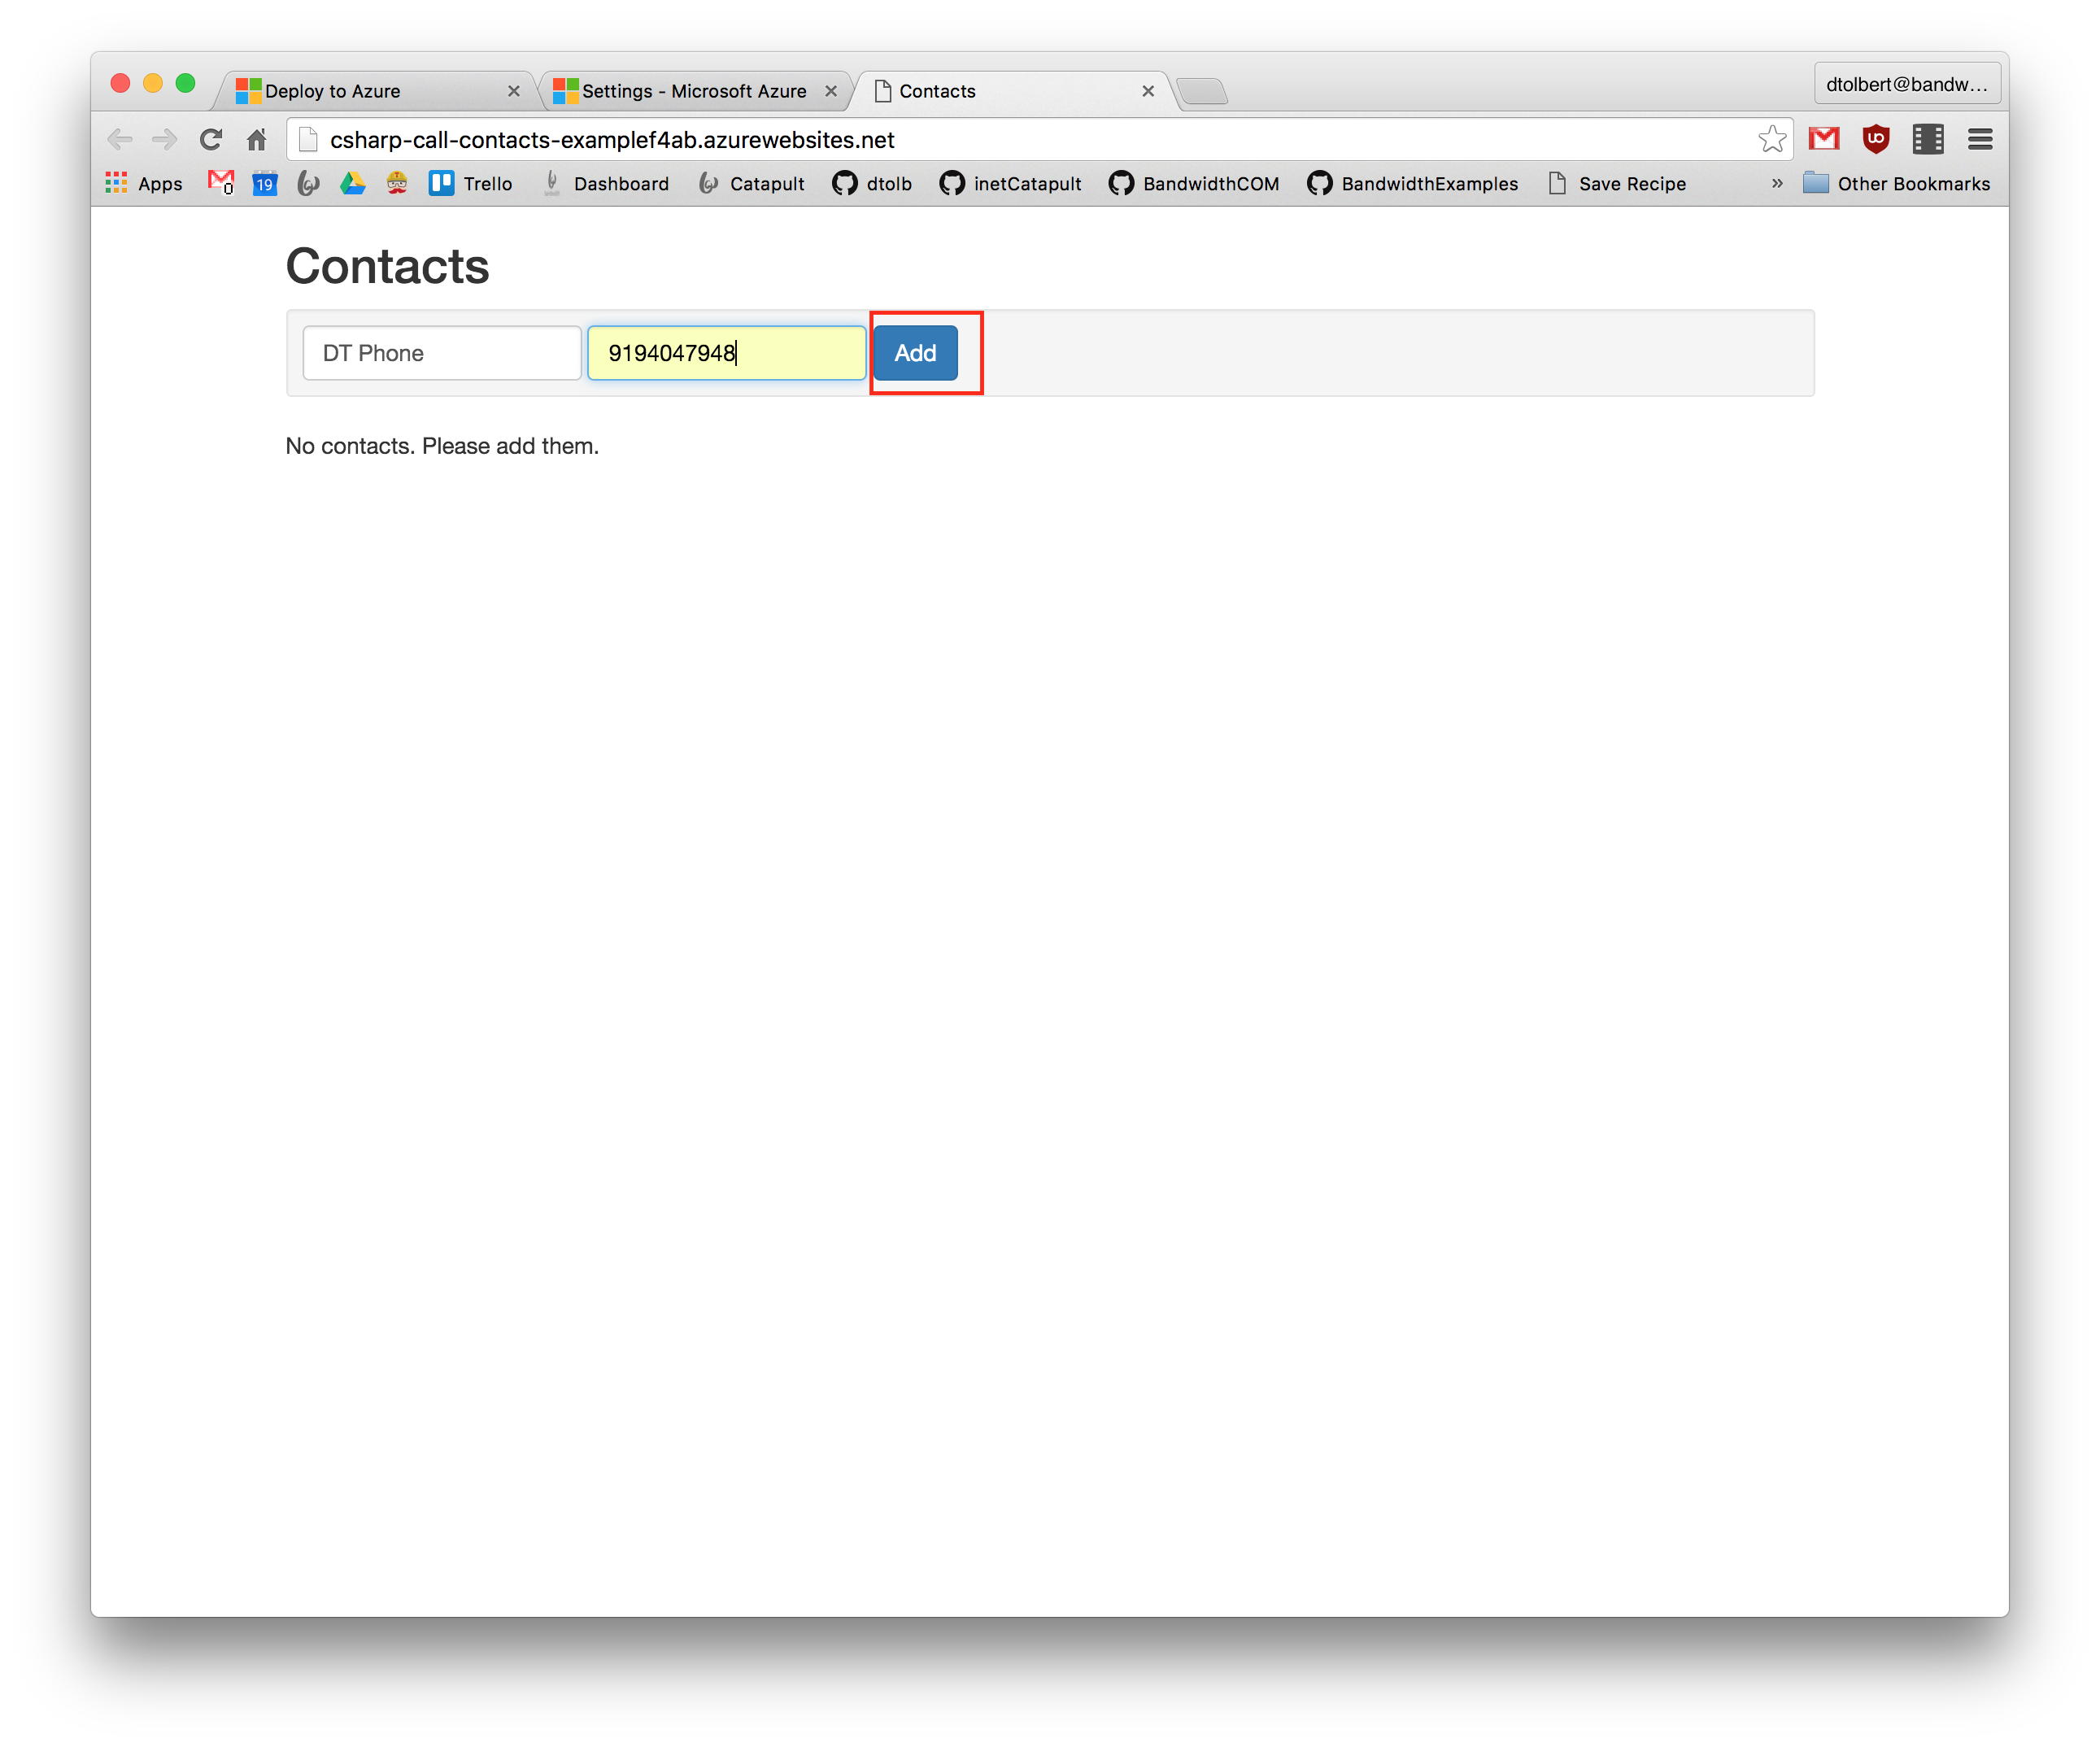 Deploy to Azure
Settings - Microsoft Azure
Contacts
dtolbert@bandw...
csharp-call-contacts-examplef4ab.azurewebsites.net
Apps 0 19 Trello Dashboard Catapult dtolb inetCatapult BandwidthCOM BandwidthExamples Save Recipe » Other Bookmarks
Contacts
DT Phone 9194047948 Add
No contacts. Please add them.